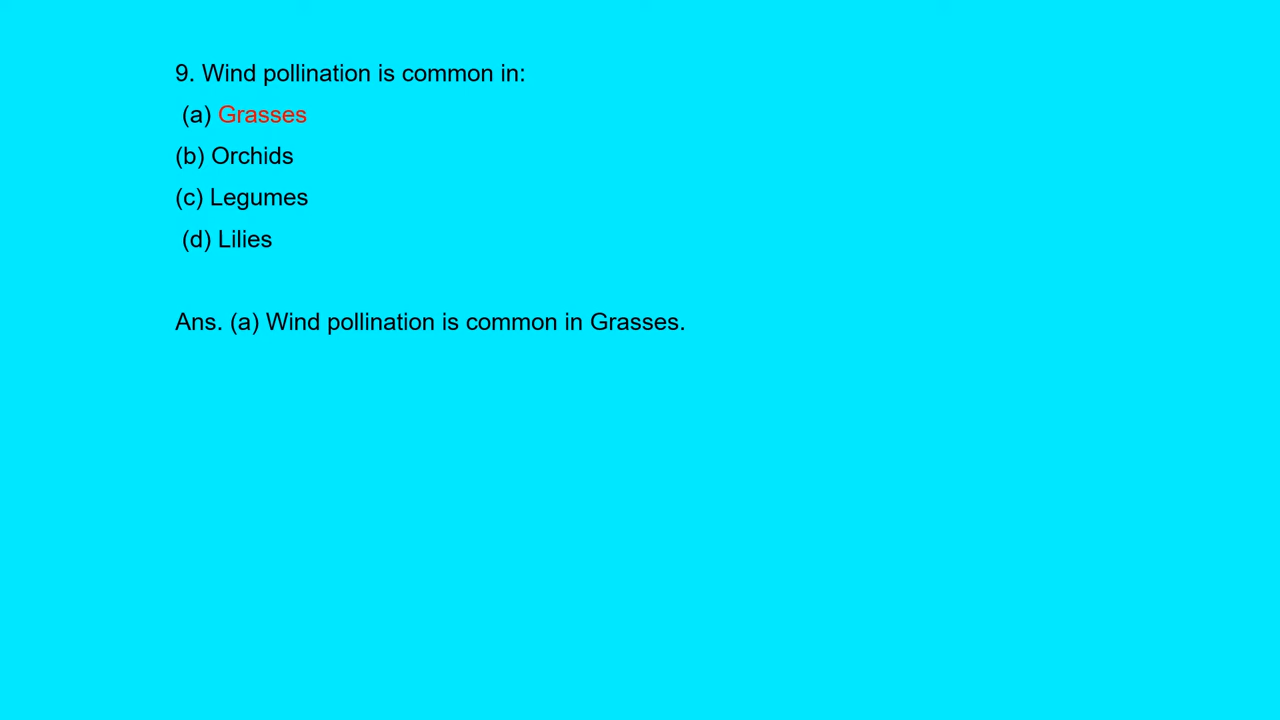 9. Wind pollination is common in:
(a) Grasses
(b) Orchids
(c) Legumes
(d) Lilies
Ans. (a) Wind pollination is common in Grasses.